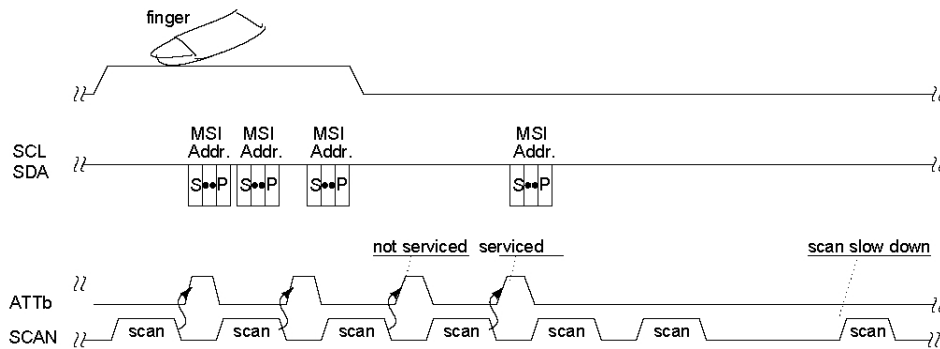 finger
MSI MSI MSI MSI
Addr. Addr. Addr. Addr.
SCL
SDA
S••P S••P S••P S••P
not serviced serviced scan slow down
ATTb
SCAN scan scan scan scan scan scan scan